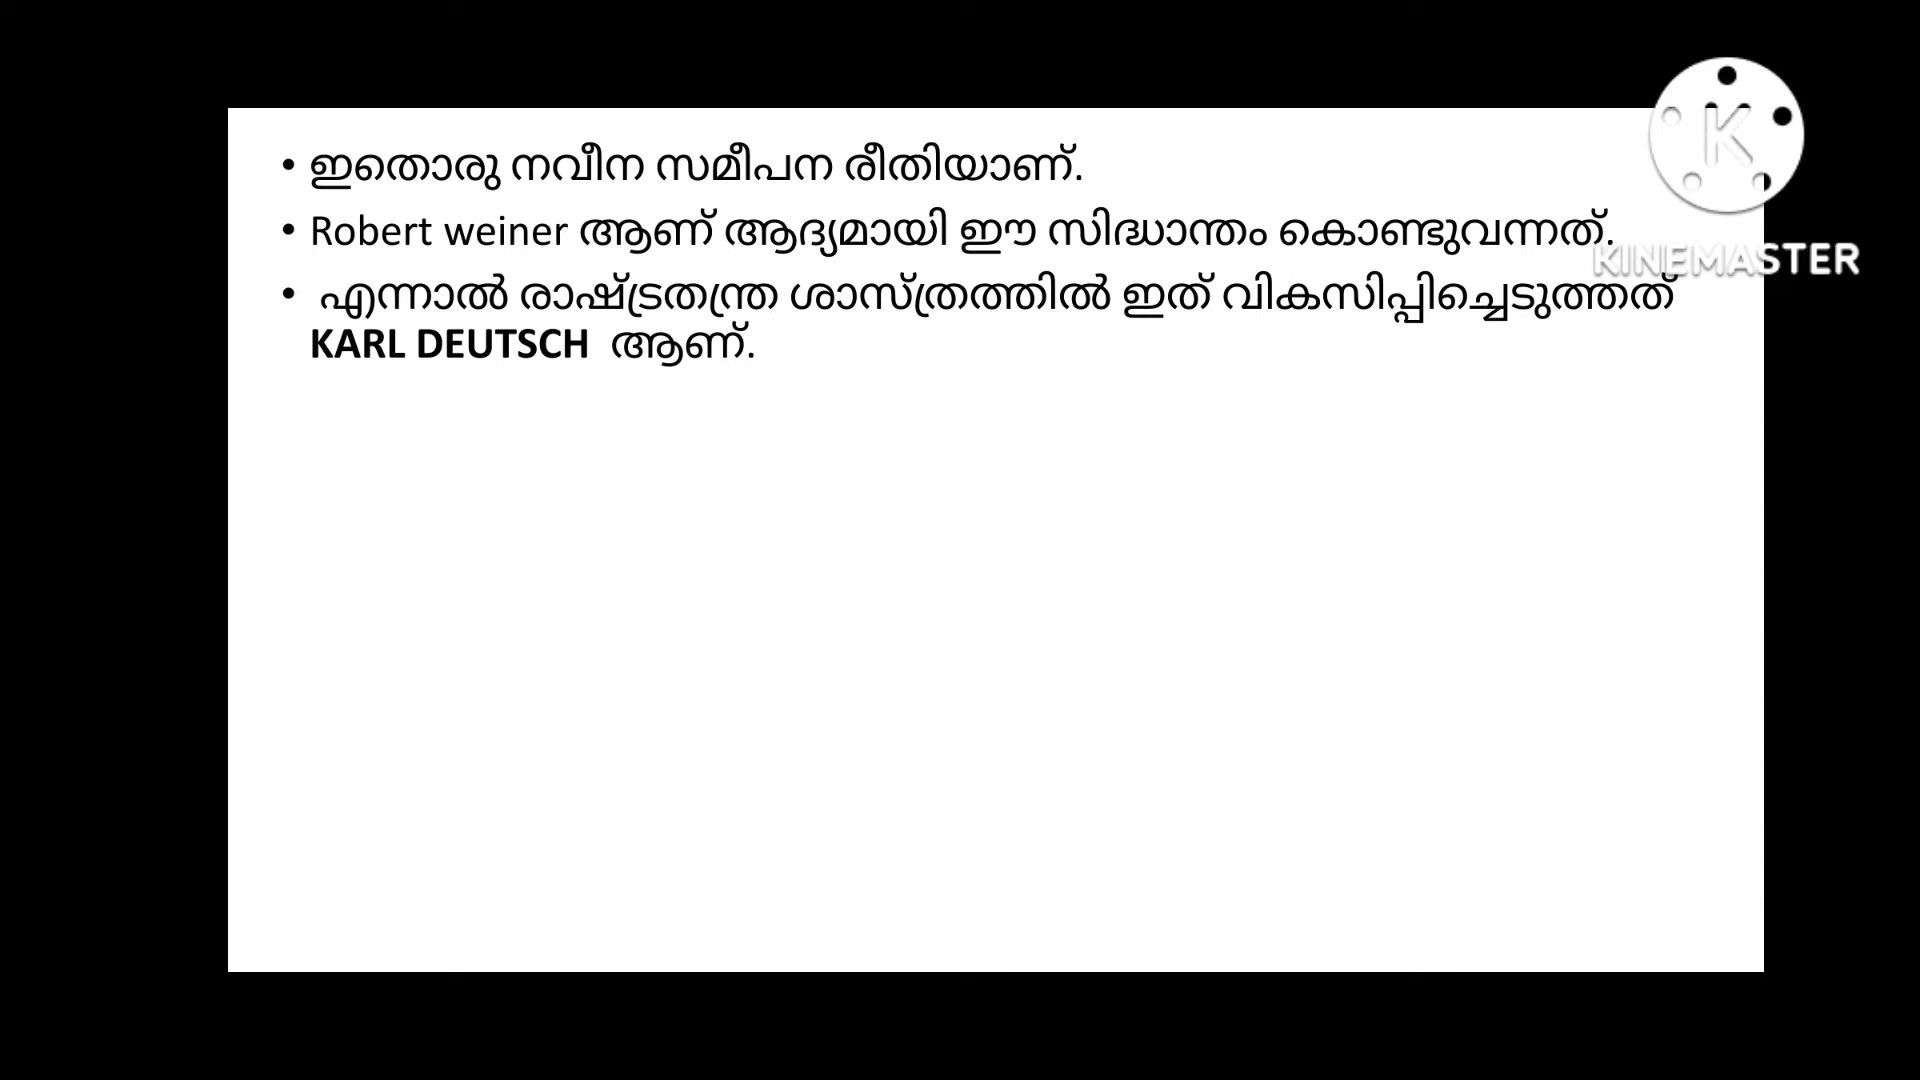 • ഇതൊരു നവീന സമീപന രീതിയാണ്.
• Robert weiner ആണ് ആദ്യമായി ഈ സിദ്ധാന്തം കൊണ്ടുവന്നത്.
• എന്നാൽ രാഷ്ട്രതന്ത്ര ശാസ്ത്രത്തിൽ ഇത് വികസിപ്പിച്ചെടുത്തത്
KARL DEUTSCH ആണ്.
K
KINEMASTER